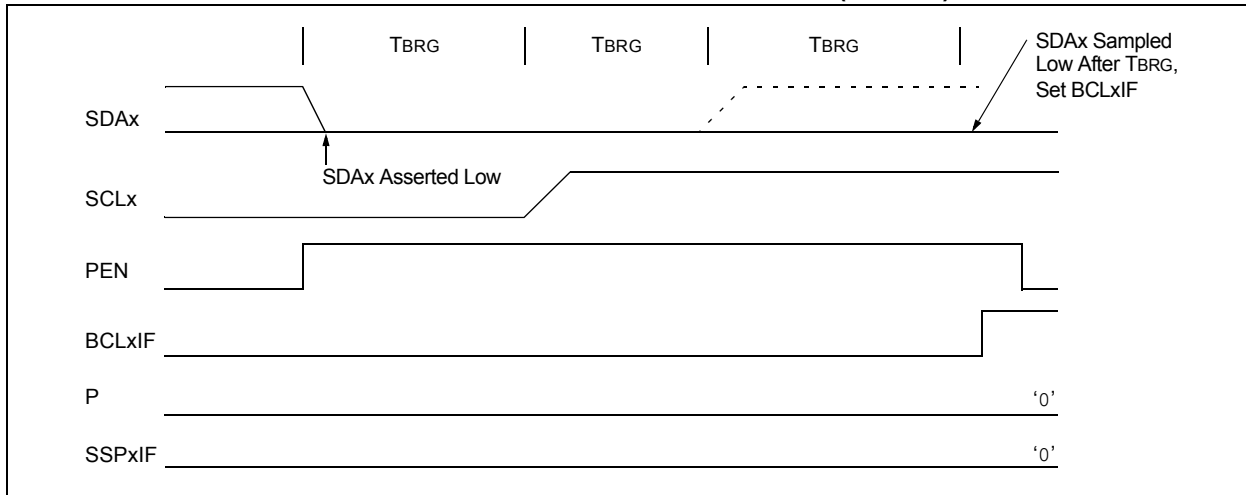 TBRG TBRG TBRG
SDAx Sampled
Low After TBRG,
Set BCLxIF
SDAx
SDAx Asserted Low
SCLx
PEN
BCLxIF
P
‘0’
SSPxIF
‘0’